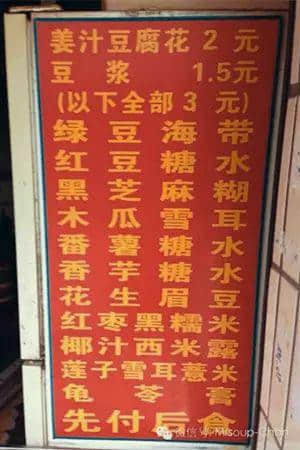 姜汁豆腐花 2 元
豆 浆 1.5元
(以下全部3元)
绿豆海带
红豆糖水
黑芝麻糊
木瓜雪耳
番薯糖水
香芋糖水
花生眉豆
红枣黑糯米
椰汁西米露
莲子雪耳薏米
龟苓膏
先付后食
Misoup-Chan